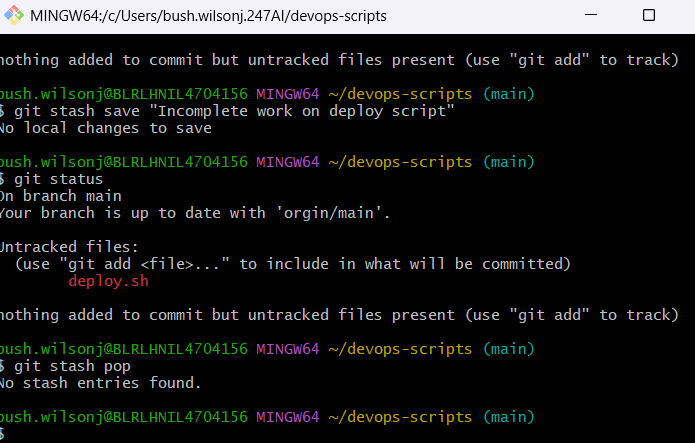 MINGW64:/c/Users/bush.wilsonj.247AI/devops-scripts
nothing added to commit but untracked files present (use "git add" to track)
bush.wilsonj@BLRLHNIL4704156 MINGW64 ~/devops-scripts (main)
$ git stash save "Incomplete work on deploy script"
No local changes to save
bush.wilsonj@BLRLHNIL4704156 MINGW64 ~/devops-scripts (main)
$ git status
On branch main
Your branch is up to date with 'orgin/main'.
Untracked files:
(use "git add <file>..." to include in what will be committed)
deploy.sh
nothing added to commit but untracked files present (use "git add" to track)
bush.wilsonj@BLRLHNIL4704156 MINGW64 ~/devops-scripts (main)
$ git stash pop
No stash entries found.
bush.wilsonj@BLRLHNIL4704156 MINGW64 ~/devops-scripts (main)
$